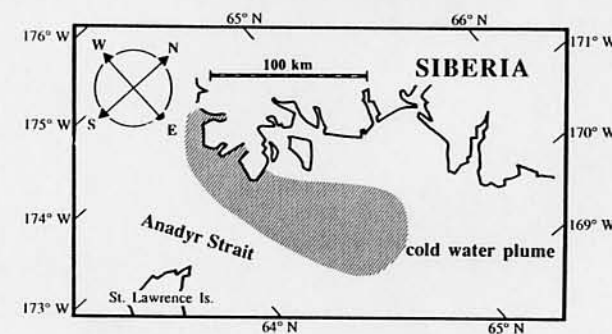 65° N
66° N
176° W
171° W
W
N
S
E
100 km
SIBERIA
175° W
170° W
174° W
169° W
Anadyr Strait
cold water plume
St. Lawrence Is.
173° W
64° N
65° N